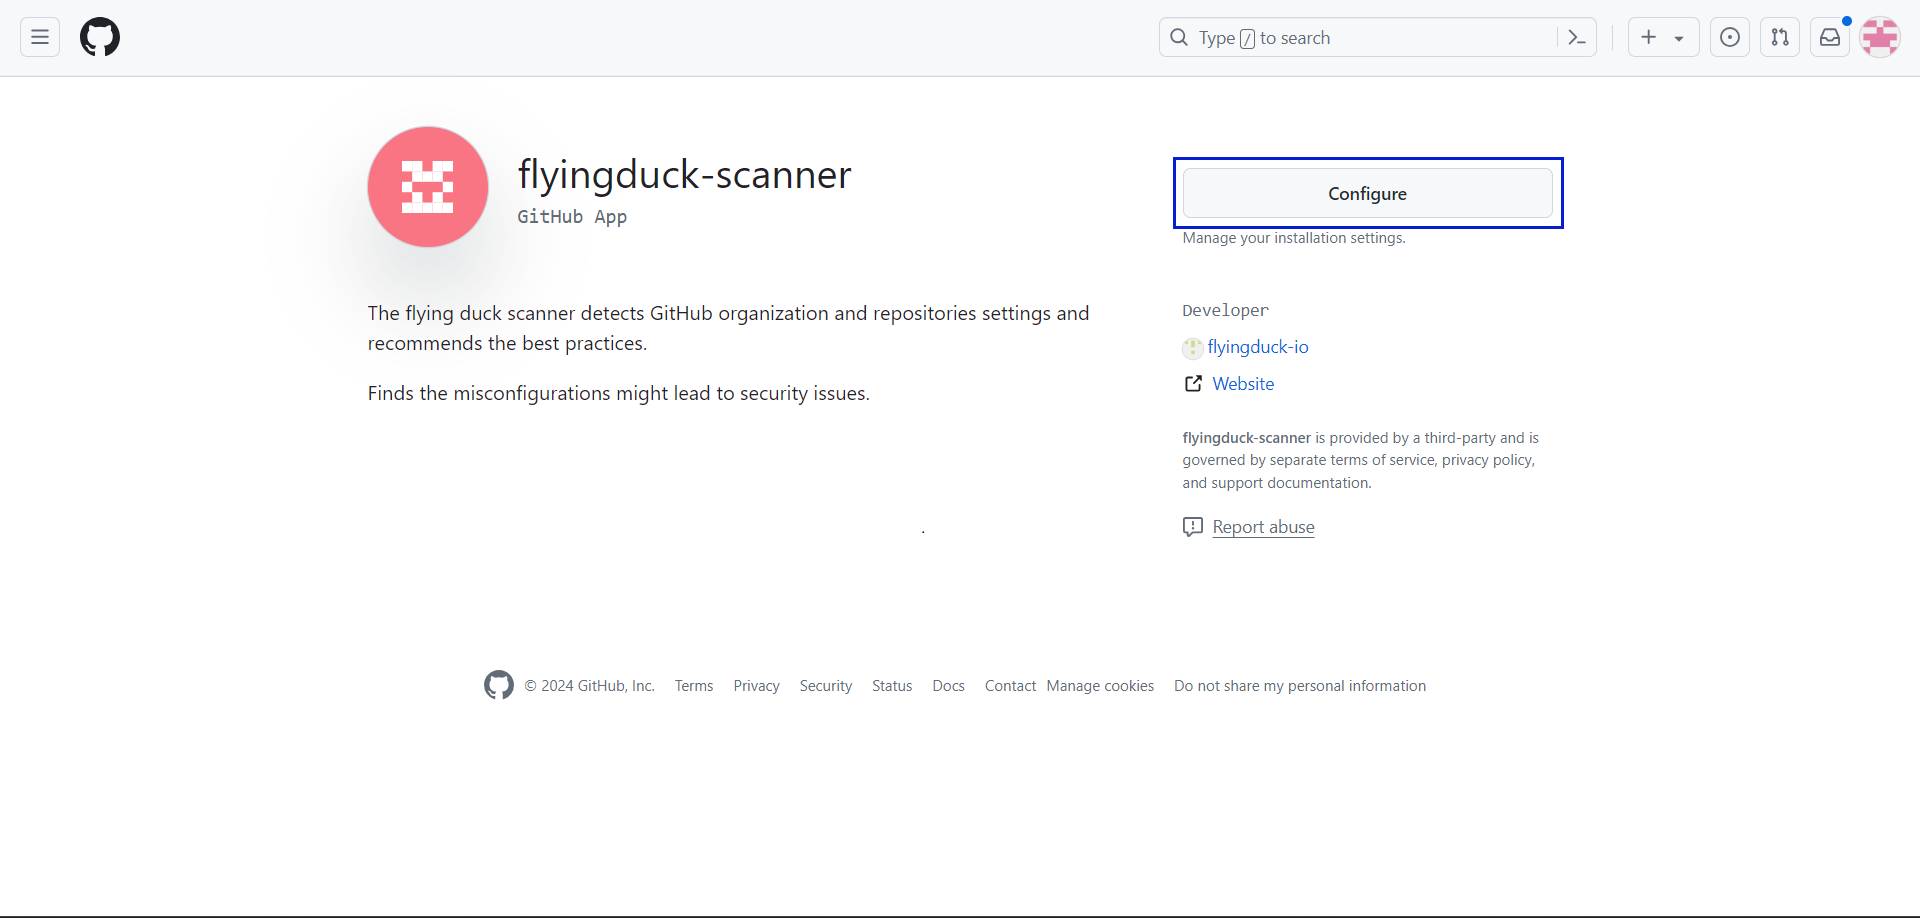 Type / to search
flyingduck-scanner
GitHub App
Configure
Manage your installation settings.
The flying duck scanner detects GitHub organization and repositories settings and
recommends the best practices.
Finds the misconfigurations might lead to security issues.
Developer
flyingduck-io
Website
flyingduck-scanner is provided by a third-party and is
governed by separate terms of service, privacy policy,
and support documentation.
.
Report abuse
© 2024 GitHub, Inc. Terms Privacy Security Status Docs Contact Manage cookies Do not share my personal information